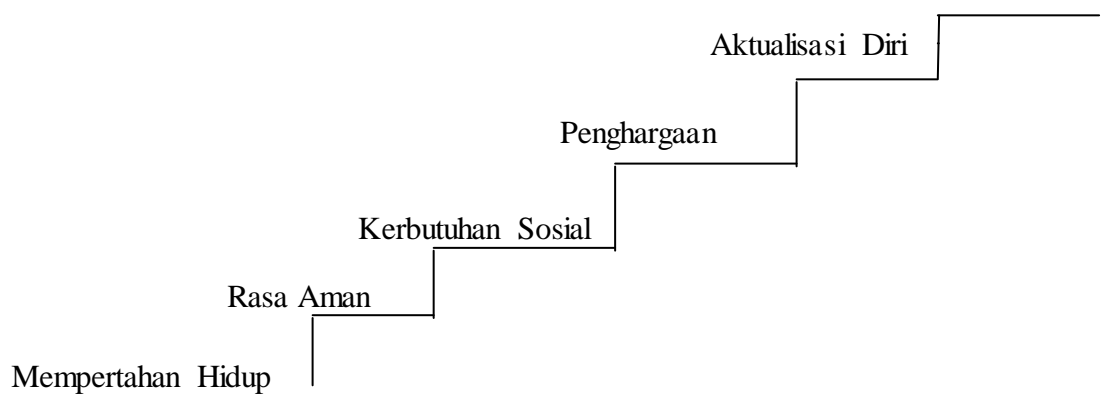 Aktualisasi Diri
Penghargaan
Kerbutuhan Sosial
Rasa Aman
Mempertahan Hidup